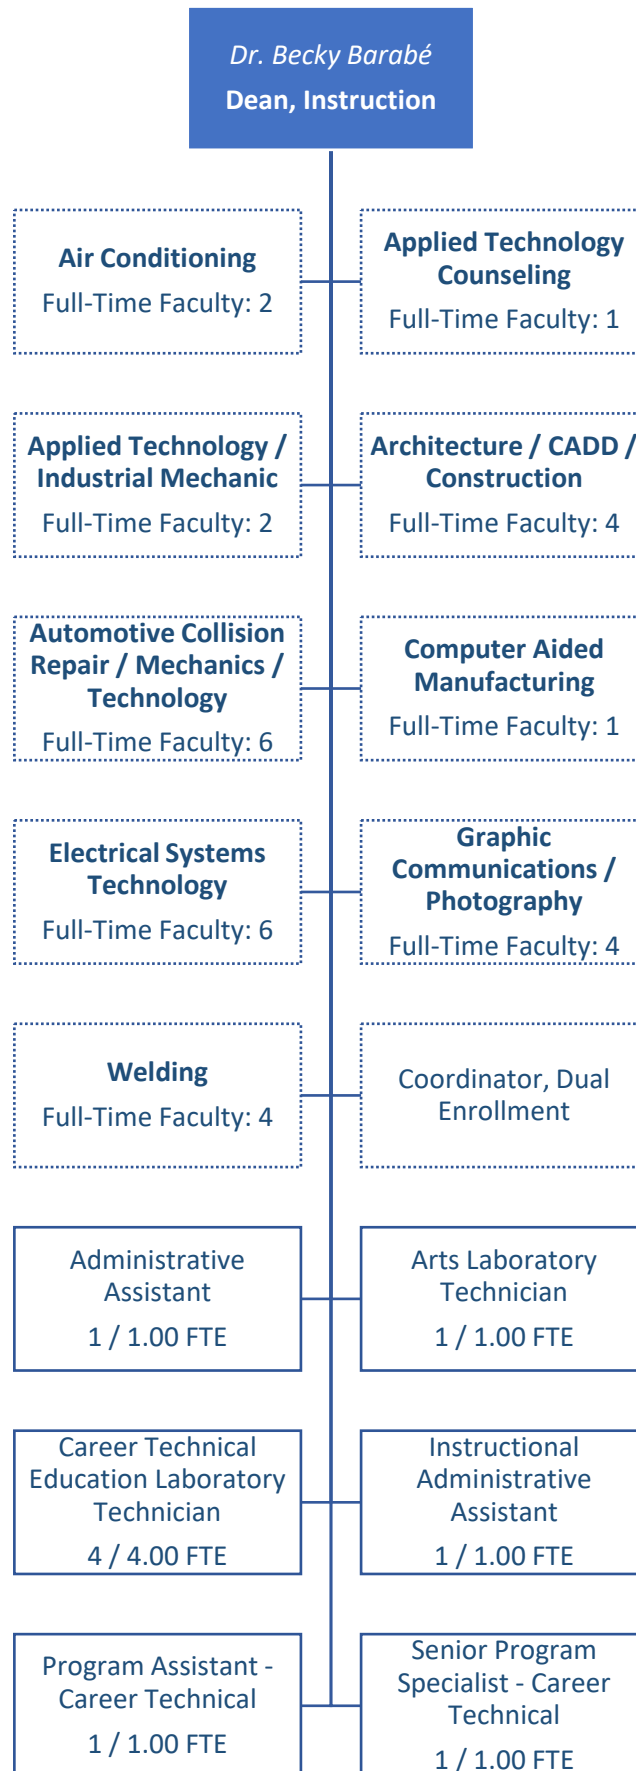 Dr. Becky Barabé
Dean, Instruction
Air Conditioning
Full-Time Faculty: 2
Applied Technology
Counseling
Full-Time Faculty: 1
Applied Technology /
Industrial Mechanic
Full-Time Faculty: 2
Architecture / CADD /
Construction
Full-Time Faculty: 4
Automotive Collision
Repair / Mechanics /
Technology
Full-Time Faculty: 6
Computer Aided
Manufacturing
Full-Time Faculty: 1
Electrical Systems
Technology
Full-Time Faculty: 6
Graphic
Communications /
Photography
Full-Time Faculty: 4
Welding
Full-Time Faculty: 4
Coordinator, Dual
Enrollment
Administrative
Assistant
1 / 1.00 FTE
Arts Laboratory
Technician
1 / 1.00 FTE
Career Technical
Education Laboratory
Technician
4 / 4.00 FTE
Instructional
Administrative
Assistant
1 / 1.00 FTE
Program Assistant -
Career Technical
1 / 1.00 FTE
Senior Program
Specialist - Career
Technical
1 / 1.00 FTE